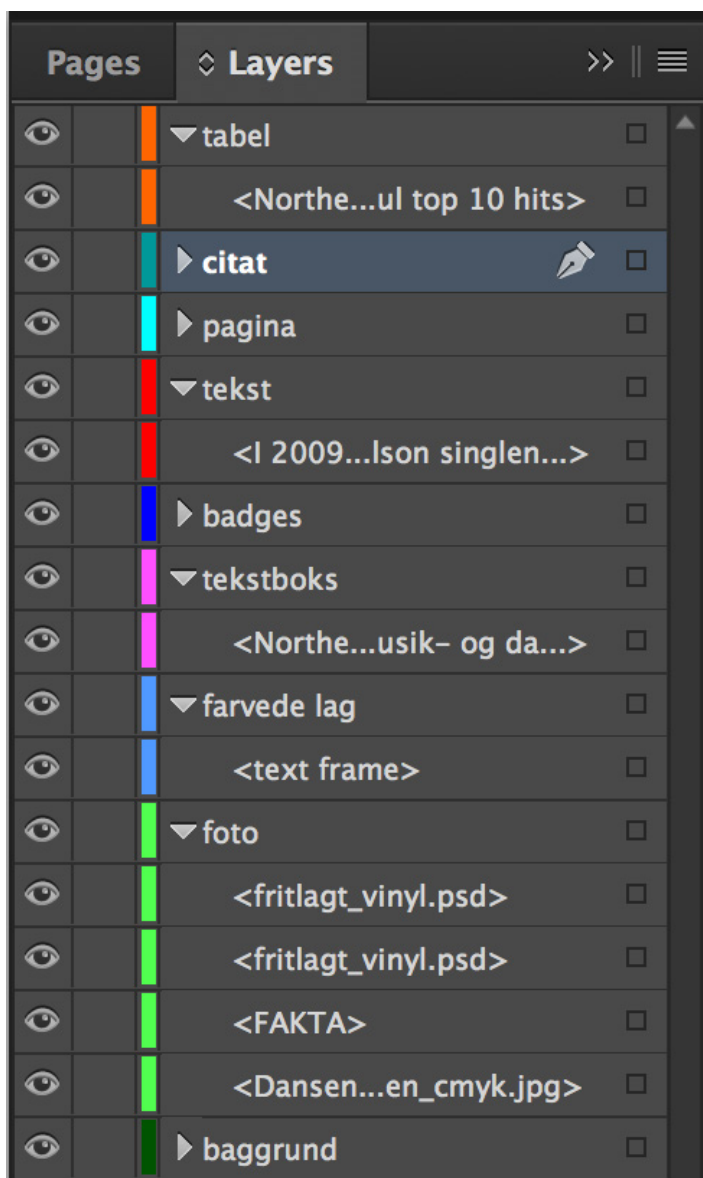 Pages
Layers
tabel
<Northe...ul top 10 hits>
citat
pagina
tekst
<I 2009...lson singlen...>
badges
tekstboks
<Northe...usik- og da...>
farvede lag
<text frame>
foto
<fritlagt_vinyl.psd>
<fritlagt_vinyl.psd>
<FAKTA>
<Dansen...en_cmyk.jpg>
baggrund